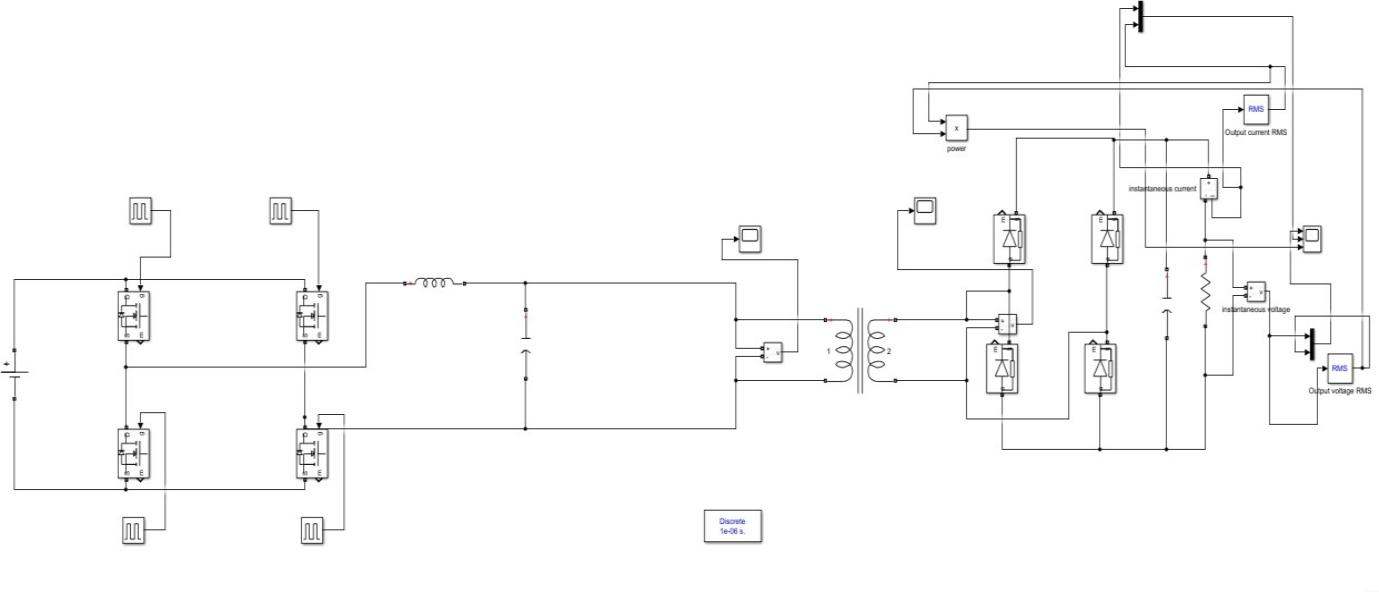 RMS
Output current RMS
x
power
instantaneous current
E
E
+
-
v
+
-
v
instantaneous voltage
1
2
+
-
v
E
E
RMS
Output voltage RMS
Discrete
1e-06 s.